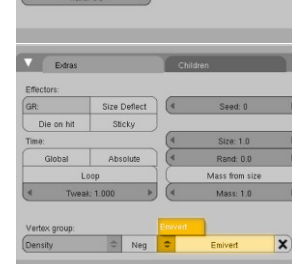 Extras
Children
Effectors:
GR:
Size Deflect
Seed: 0
Die on hit
Sticky
Time:
Size: 1.0
Global
Absolute
Rand: 0.0
Loop
Mass from size
Tweak: 1.000
Mass: 1.0
Vertex group:
Emivert
Density
Neg
Emivert
X